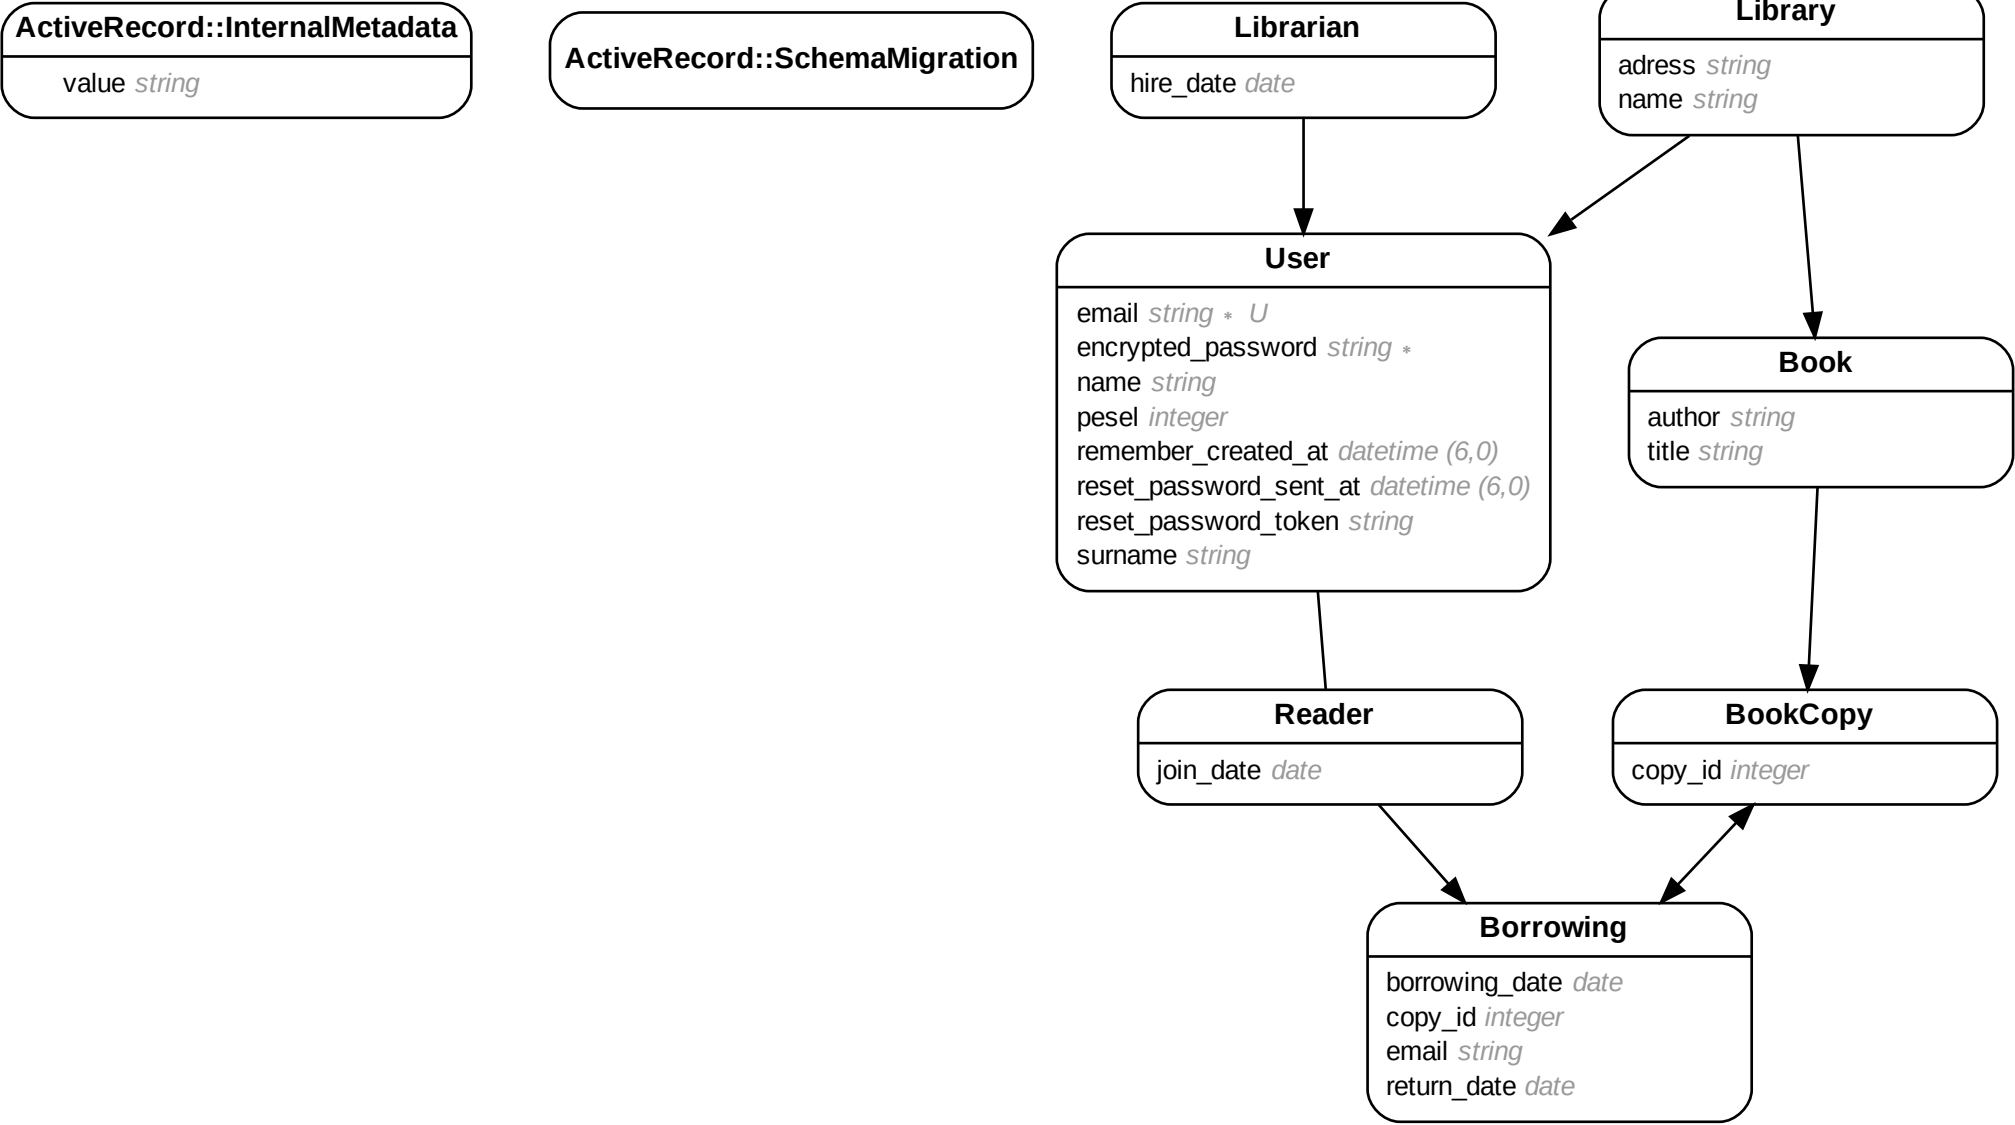 ActiveRecord::InternalMetadata
value string
ActiveRecord::SchemaMigration
Librarian
hire_date date
Library
adress string
name string
User
email string * U
encrypted_password string *
name string
pesel integer
remember_created_at datetime (6,0)
reset_password_sent_at datetime (6,0)
reset_password_token string
surname string
Book
author string
title string
Reader
join_date date
BookCopy
copy_id integer
Borrowing
borrowing_date date
copy_id integer
email string
return_date date